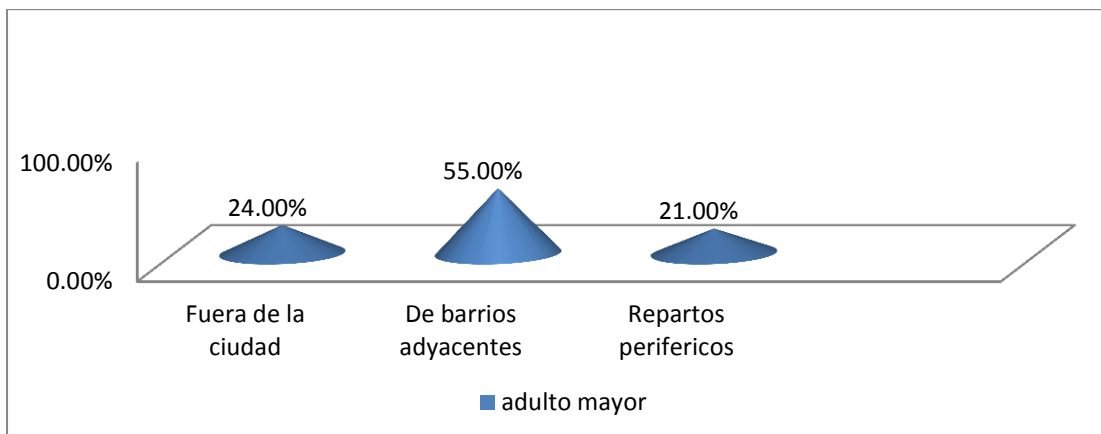 100.00%
0.00%
24.00%
55.00%
21.00%
Fuera de la
ciudad
De barrios
adyacentes
Repartos
perifericos
adulto mayor